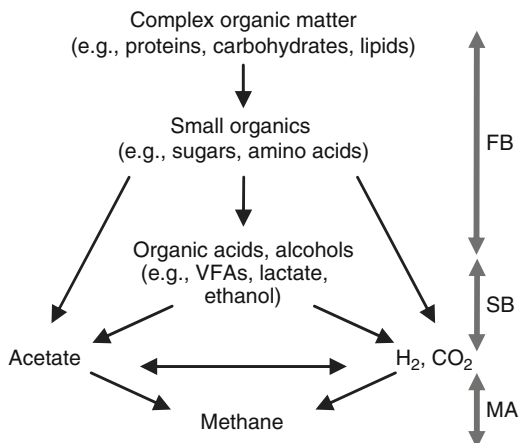 Complex organic matter
(e.g., proteins, carbohydrates, lipids)
Small organics
(e.g., sugars, amino acids)
FB
Organic acids, alcohols
(e.g., VFAs, lactate,
ethanol)
SB
Acetate
H₂, CO₂
Methane
MA